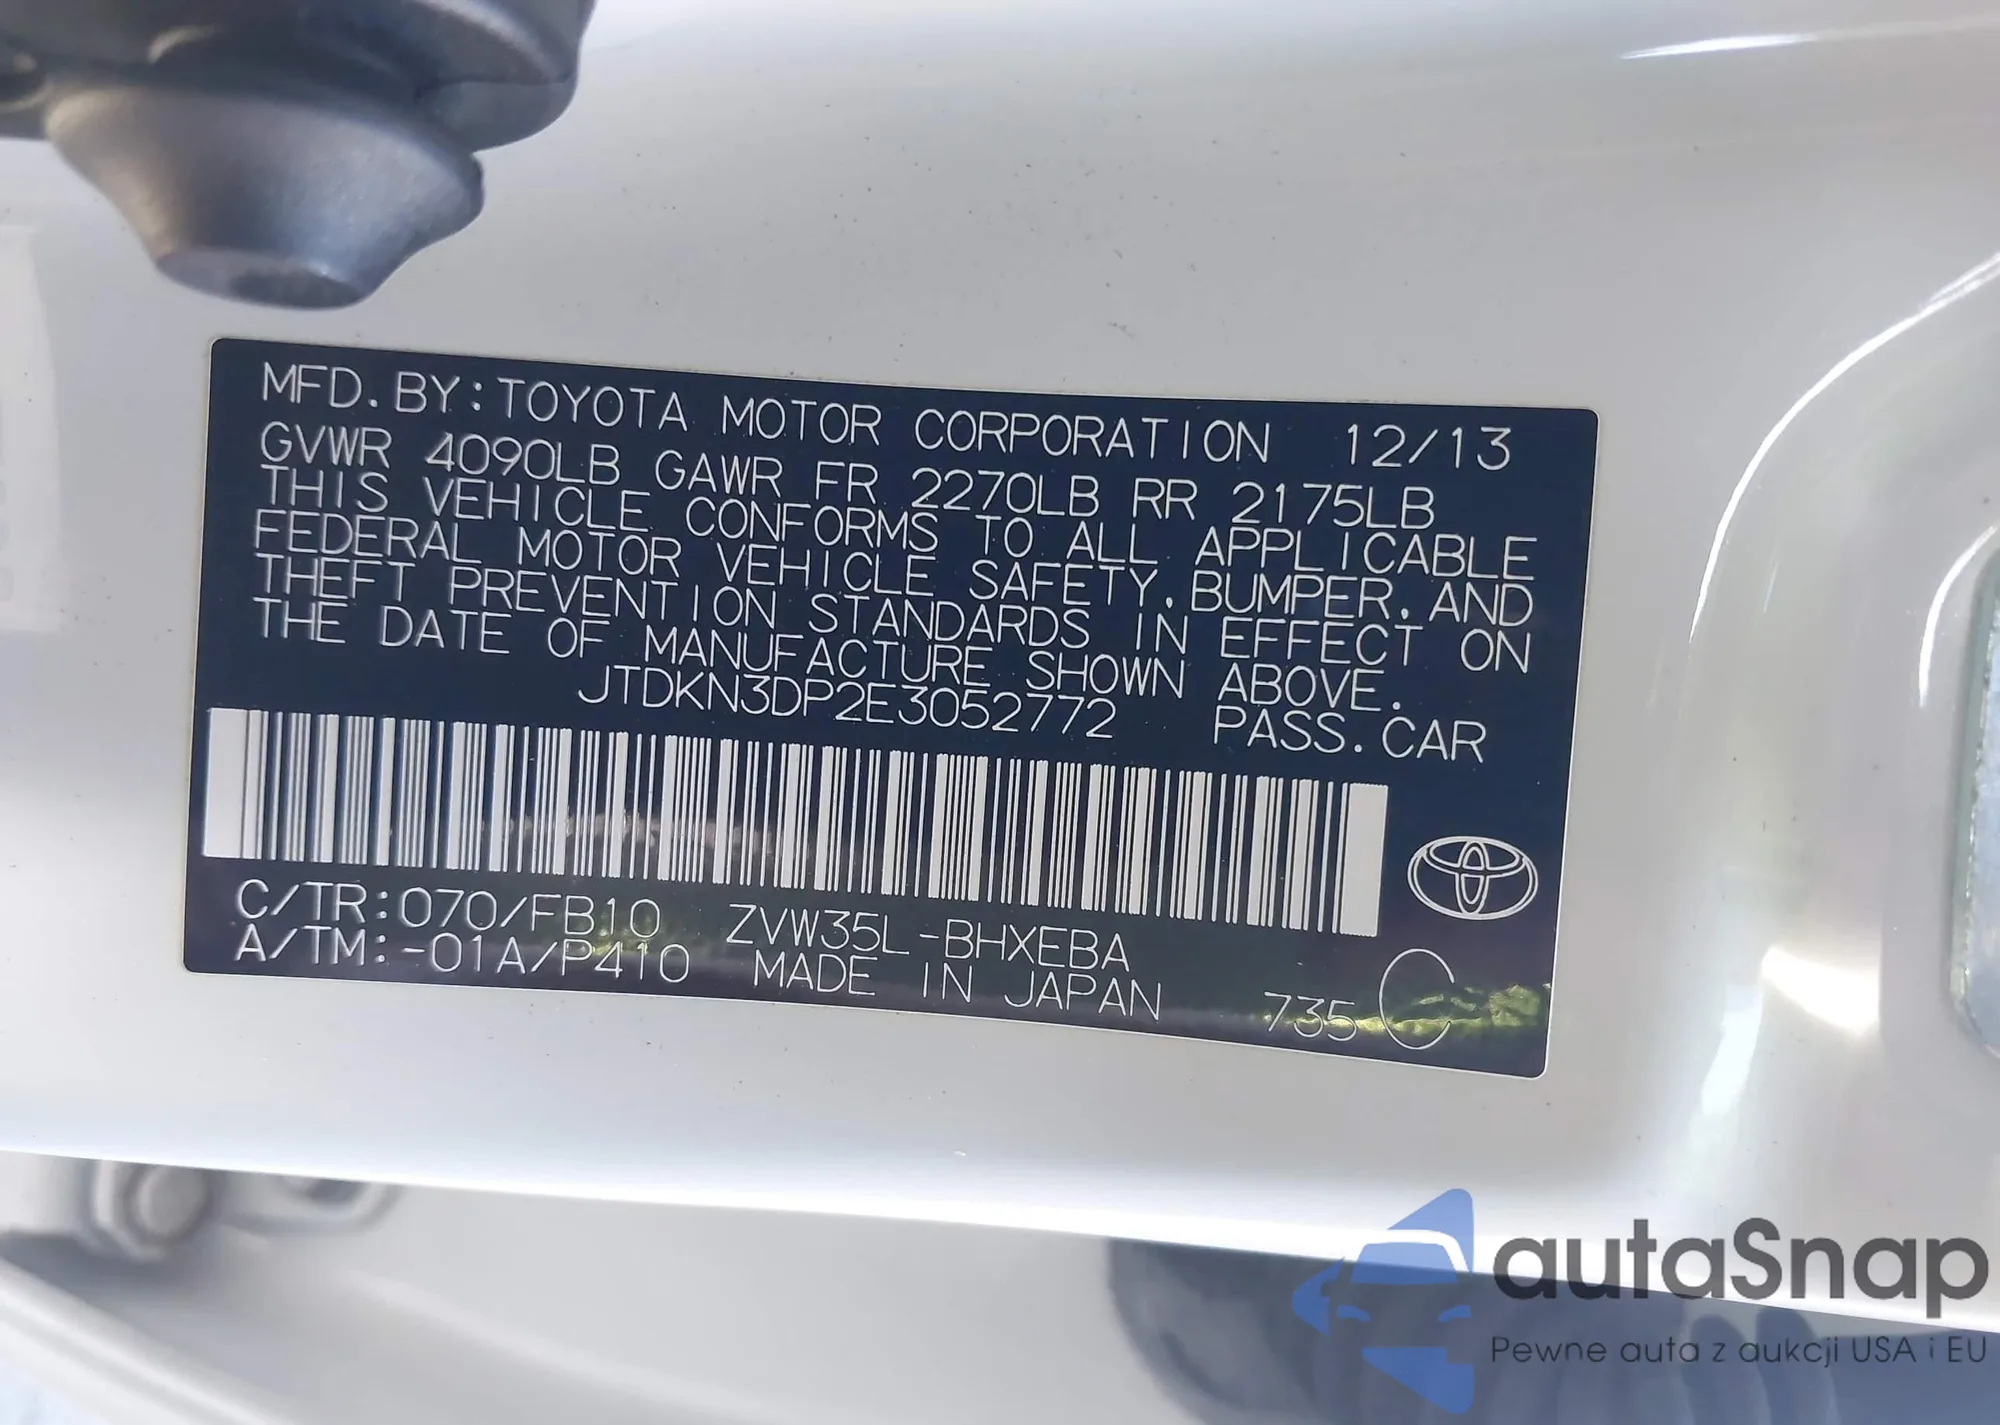 MFD. BY: TOYOTA MOTOR CORPORATION 12/13
GVWR 4090LB GAWR FR 2270LB RR 2175LB
THIS VEHICLE CONFORMS TO ALL APPLICABLE
FEDERAL MOTOR VEHICLE SAFETY, BUMPER, AND
THEFT PREVENTION STANDARDS IN EFFECT ON
THE DATE OF MANUFACTURE SHOWN ABOVE.
JTDKN3DP2E3052772 PASS. CAR
C/TR:070/FB10 ZVW35L-BHXEBA
A/TM:-01A/P410 MADE IN JAPAN 735 C
autaSnap
Pewne auta z aukcji USA i EU